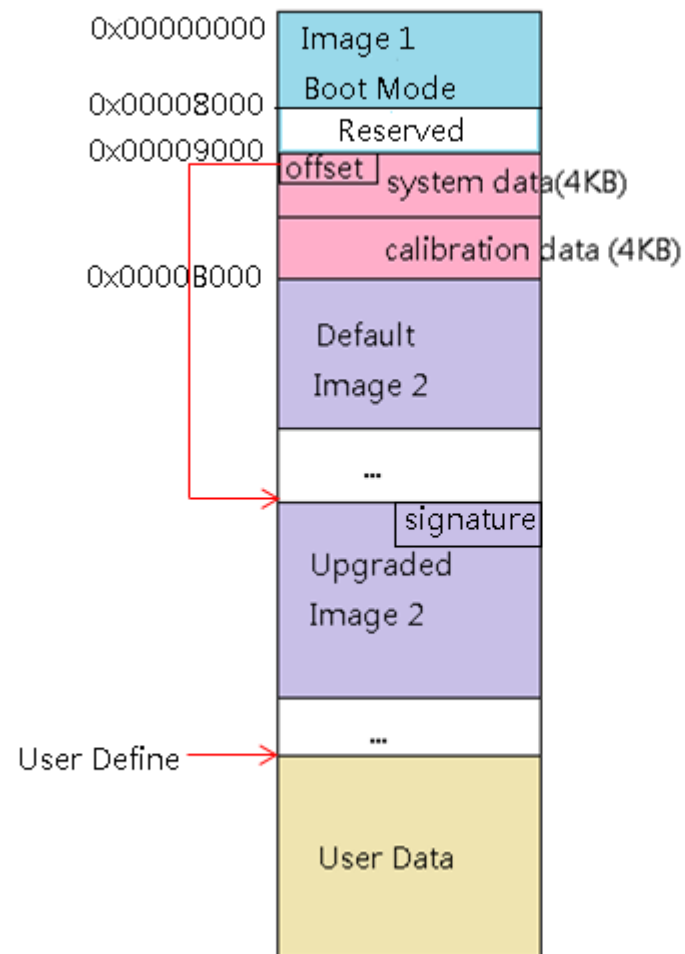 0x00000000
Image 1
Boot Mode
0x00008000
Reserved
0x00009000
offset
system data(4KB)
calibration data (4KB)
0x0000B000
Default
Image 2
...
signature
Upgraded
Image 2
...
User Define
User Data